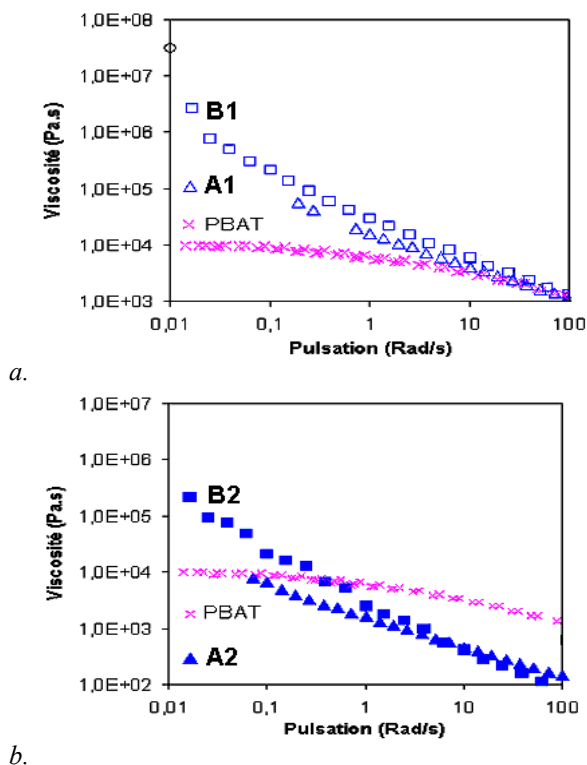 1,0E+08
1,0E+07
1,0E+06
1,0E+05
1,0E+04
1,0E+03
Viscosité (Pa.s)
B1
A1
PBAT
0,01 0,1 1 10 100
Pulsation (Rad/s)
a.
1,0E+07
1,0E+06
1,0E+05
1,0E+04
1,0E+03
1,0E+02
Viscosité (Pa.s)
B2
PBAT
A2
0,01 0,1 1 10 100
Pulsation (Rad/s)
b.